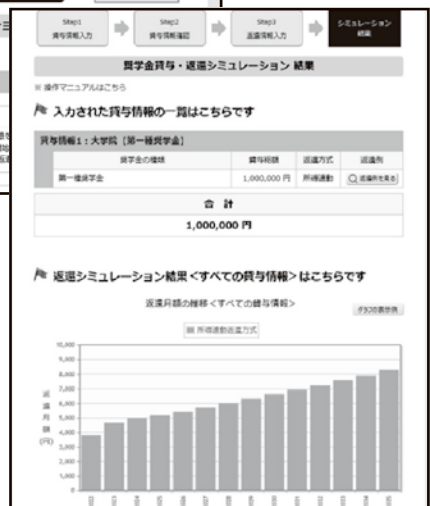 Step1
貸与情報入力
Step2
貸与情報確認
Step3
返還情報入力
シミュレーション
結果
奨学金貸与・返還シミュレーション 結果
※ 操作マニュアルはこちら
入力された貸与情報の一覧はこちらです
貸与情報1：大学院［第一種奨学金］
奨学金の種類 貸与総額 返還方式 返還例
第一種奨学金 1,000,000 円 所得連動 返還例を見る
合 計
1,000,000 円
返還シミュレーション結果＜すべての貸与情報＞はこちらです
返還月額の推移＜すべての貸与情報＞
グラフの表示例
所得連動返還方式
返還月額(円)
10,000
9,000
8,000
7,000
6,000
5,000
4,000
3,000
2,000
1,000
0